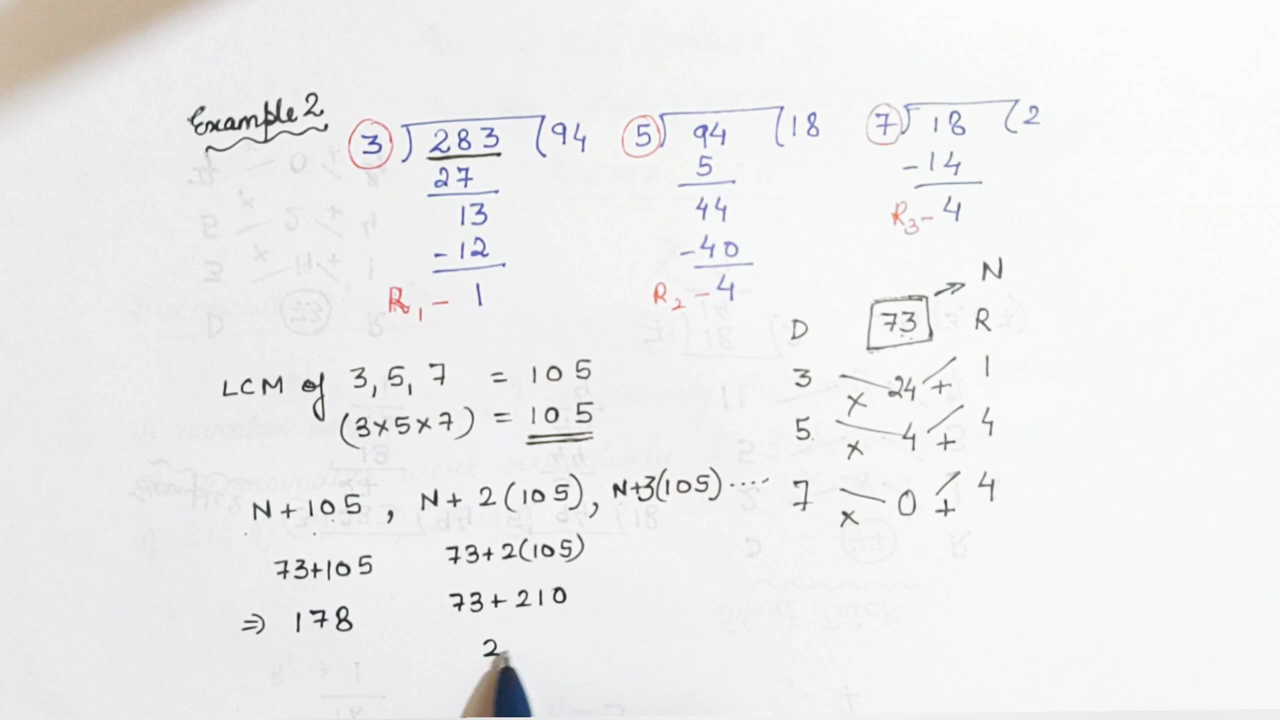 Example 2
3) 283 (94
27
13
-12
R1 - 1
5) 94 (18
5
44
-40
R2 - 4
7) 18 (2
-14
R3 - 4
N
D 73 R
3 x 24 + 1
5 x 4 + 4
7 x 0 + 4
LCM of 3, 5, 7 = 105
(3×5×7) = 105
N + 105 , N + 2(105), N+3(105) ....
73+105 73+2(105)
73+210
⇒ 178
2